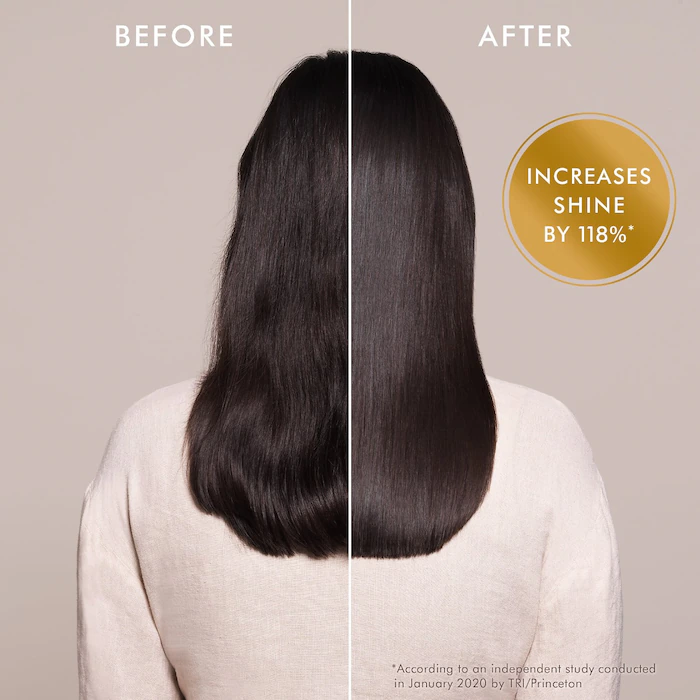 BEFORE
AFTER
INCREASES
SHINE
BY 118%*
*According to an independent study conducted
in January 2020 by TRI/Princeton